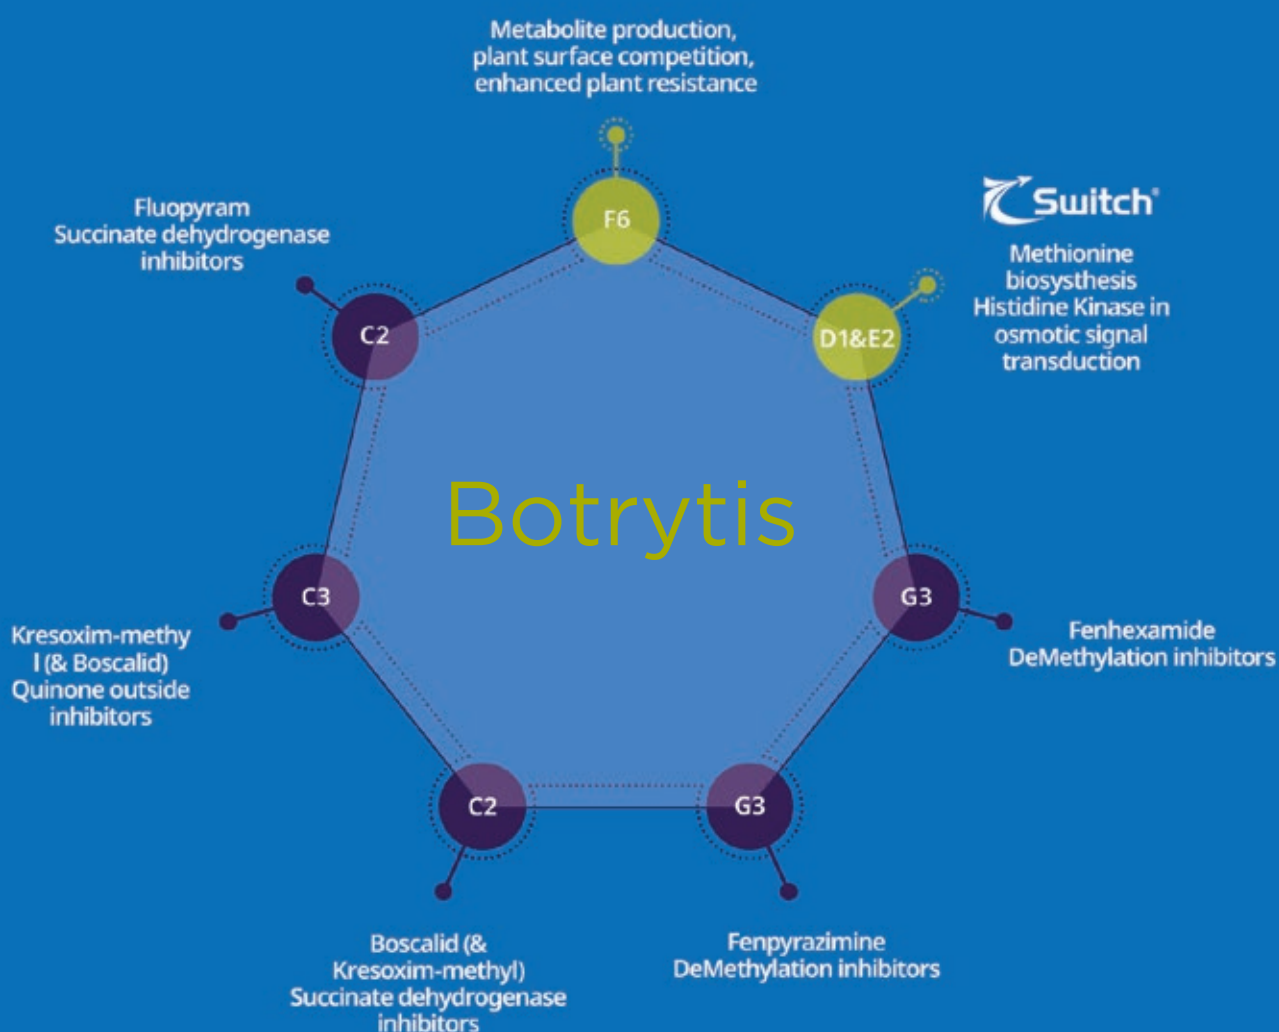 Metabolite production,
plant surface competition,
enhanced plant resistance
F6
Fluopyram
Succinate dehydrogenase
inhibitors
C2
Switch®
Methionine
biosysthesis
Histidine Kinase in
osmotic signal
transduction
D1&E2
Botrytis
C3
Kresoxim-methy
l (& Boscalid)
Quinone outside
inhibitors
G3
Fenhexamide
DeMethylation inhibitors
C2
Boscalid (&
Kresoxim-methyl)
Succinate dehydrogenase
inhibitors
G3
Fenpyrazimine
DeMethylation inhibitors